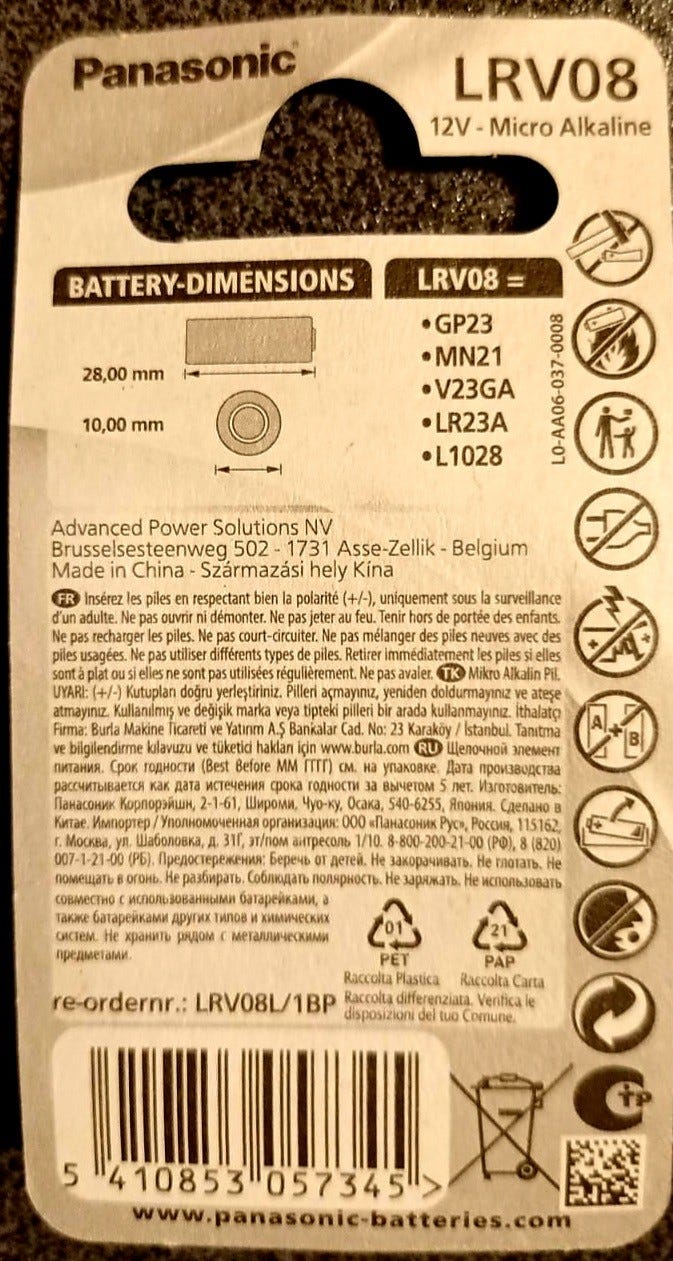 Panasonic
LRV08
12V - Micro Alkaline
BATTERY-DIMENSIONS
28,00 mm
10,00 mm
LRV08 =
•GP23
•MN21
•V23GA
•LR23A
•L1028
L0-AA06-037-0008
A
B
Advanced Power Solutions NV
Brusselsesteenweg 502 - 1731 Asse-Zellik - Belgium
Made in China - Származási hely Kína
FR Insérez les piles en respectant bien la polarité (+/-), uniquement sous la surveillance
d'un adulte. Ne pas ouvrir ni démonter. Ne pas jeter au feu. Tenir hors de portée des enfants.
Ne pas recharger les piles. Ne pas court-circuiter. Ne pas mélanger des piles neuves avec des
piles usagées. Ne pas utiliser différents types de piles. Retirer immédiatement les piles si elles
sont à plat ou si elles ne sont pas utilisées régulièrement. Ne pas avaler. TK Mikro Alkalin Pil.
UYARI: (+/-) Kutupları doğru yerleştiriniz. Pilleri açmayınız, yeniden doldurmayınız ve ateşe
atmayınız. Kullanılmış ve değişik marka veya tipteki pilleri bir arada kullanmayınız. İthalatçı
Firma: Burla Makine Ticareti ve Yatırım A.Ş Bankalar Cad. No: 23 Karaköy / İstanbul. Tanıtma
ve bilgilendirme kılavuzu ve tüketici hakları için www.burla.com RU Щелочной элемент
питания. Срок годности (Best Before ММ ГГГГ) см. на упаковке. Дата производства
рассчитывается как дата истечения срока годности за вычетом 5 лет. Изготовитель:
Панасоник Корпорэйшн, 2-1-61, Широми, Чуо-ку, Осака, 540-6255, Япония. Сделано в
Китае. Импортер / Уполномоченная организация: ООО «Панасоник Рус», Россия, 115162,
г. Москва, ул. Шаболовка, д. 31Г, эт/пом антресоль 1/10. 8-800-200-21-00 (РФ), 8 (820)
007-1-21-00 (РБ). Предостережения: Беречь от детей. Не закорачивать. Не глотать. Не
помещать в огонь. Не разбирать. Соблюдать полярность. Не заряжать. Не использовать
совместно с использованными батарейками, а
также батарейками других типов и химических
систем. Не хранить рядом с металлическими
предметами.
01
PET
Raccolta Plastica
21
PAP
Raccolta Carta
Raccolta differenziata. Verifica le
disposizioni del tuo Comune.
re-ordernr.: LRV08L/1BP
5 410853 057345 >
www.panasonic-batteries.com